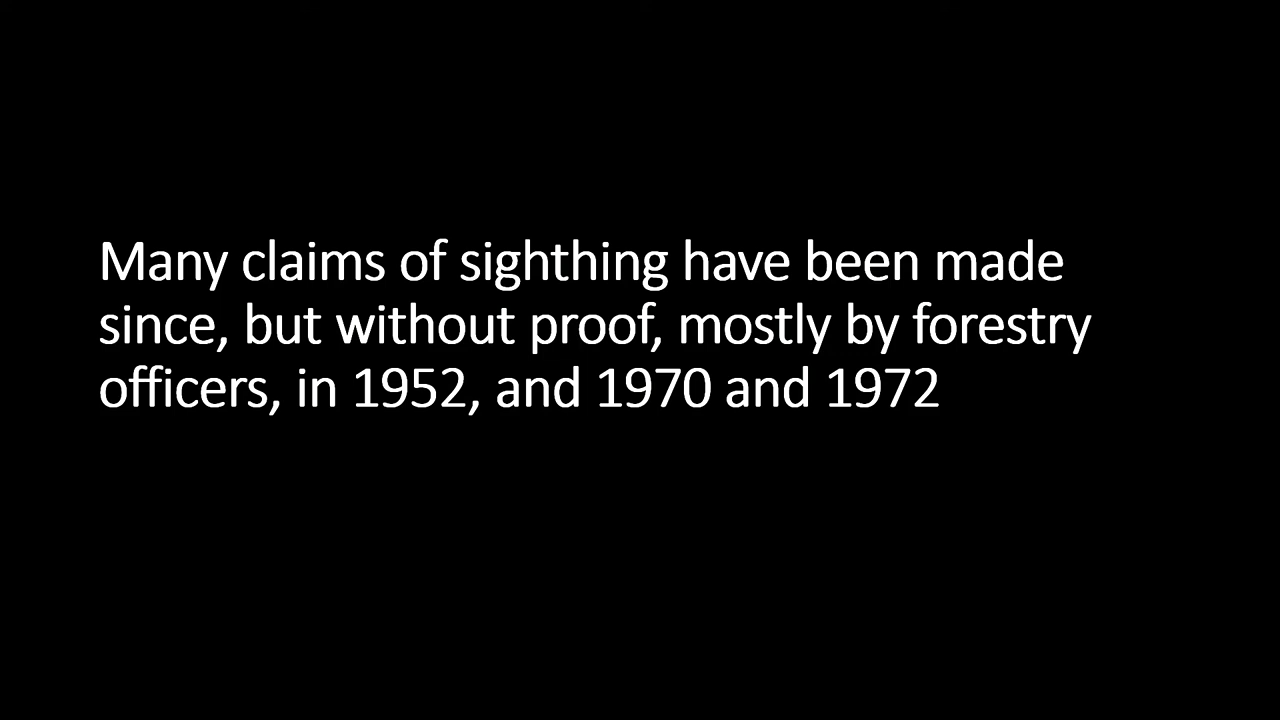 Many claims of sighthing have been made
since, but without proof, mostly by forestry
officers, in 1952, and 1970 and 1972